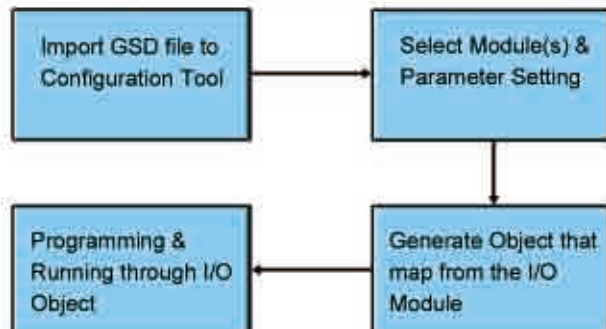 Import GSD file to
Configuration Tool
Select Module(s) &
Parameter Setting
Generate Object that
map from the I/O
Module
Programming &
Running through I/O
Object